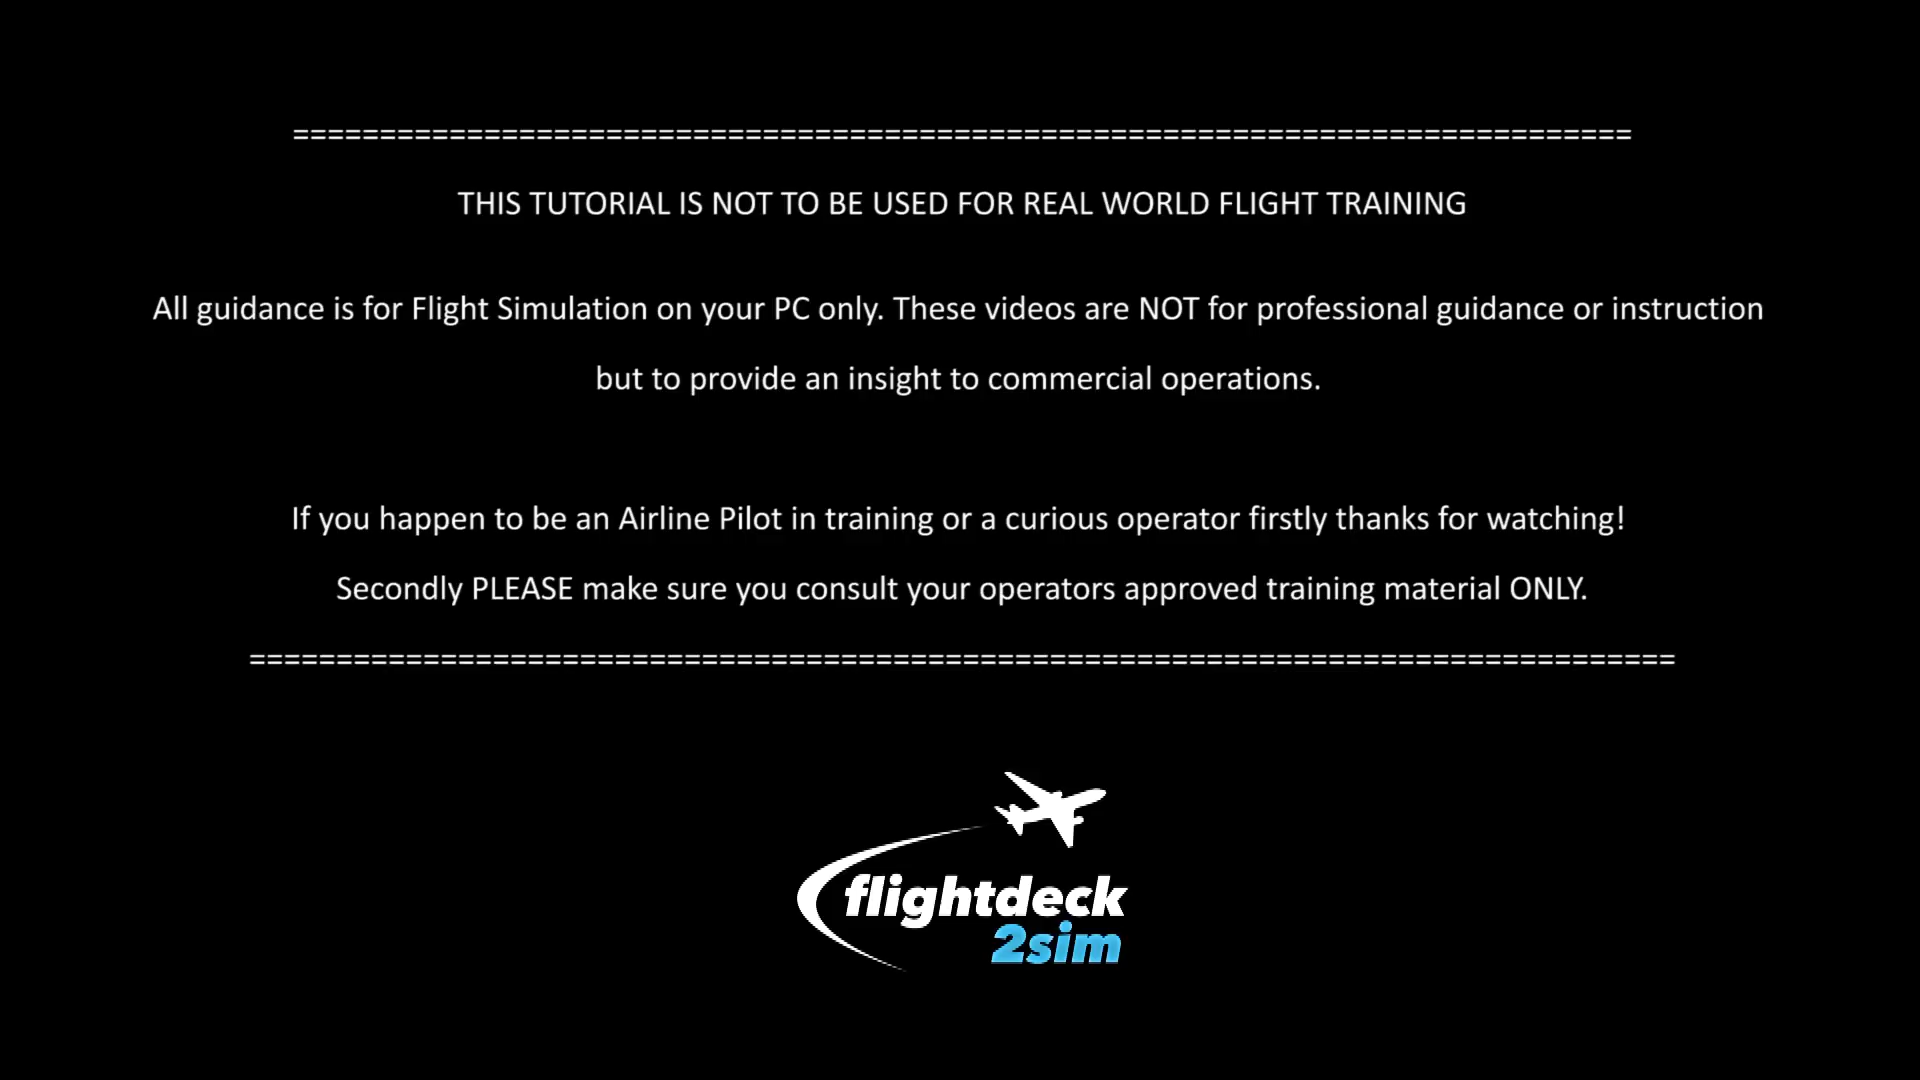 =============================================================================
THIS TUTORIAL IS NOT TO BE USED FOR REAL WORLD FLIGHT TRAINING
All guidance is for Flight Simulation on your PC only. These videos are NOT for professional guidance or instruction
but to provide an insight to commercial operations.
If you happen to be an Airline Pilot in training or a curious operator firstly thanks for watching!
Secondly PLEASE make sure you consult your operators approved training material ONLY.
==================================================================================
flightdeck
2sim